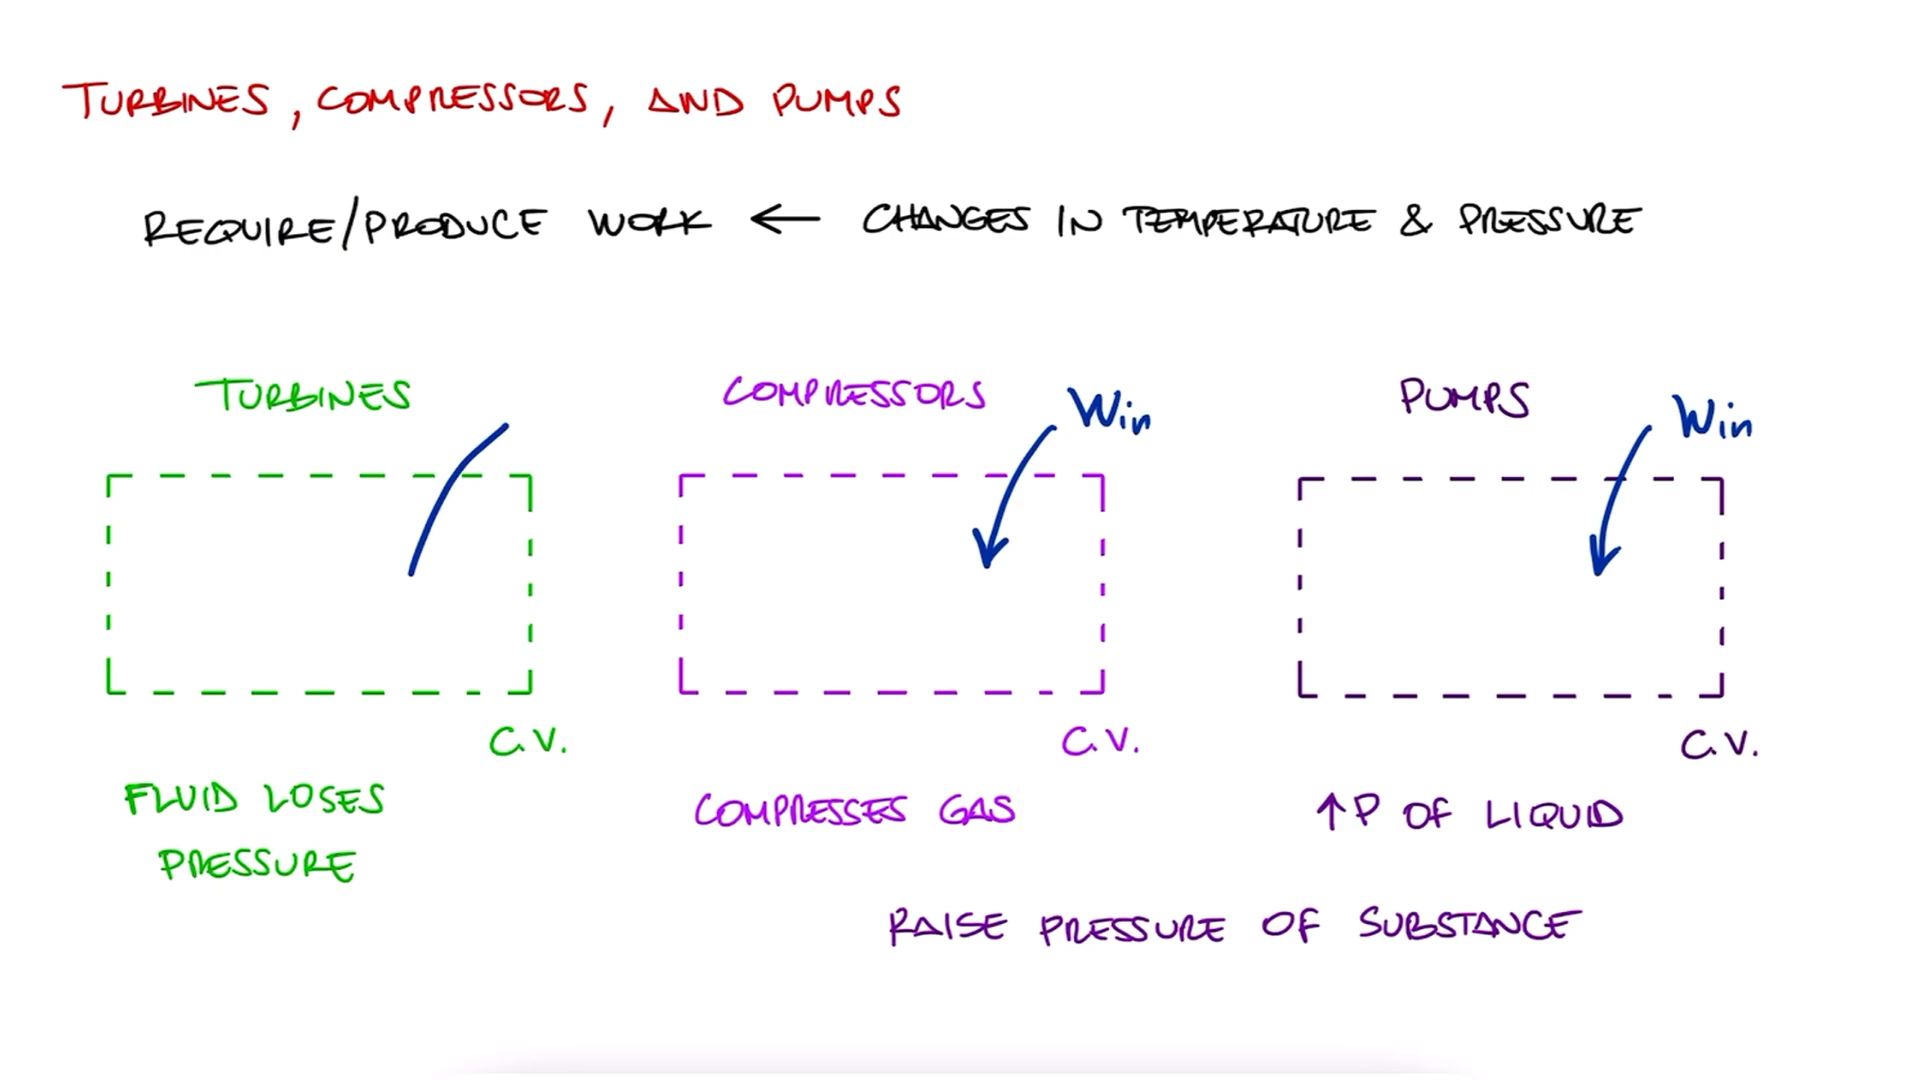 TURBINES, COMPRESSORS, AND PUMPS
REQUIRE/PRODUCE WORK ← CHANGES IN TEMPERATURE & PRESSURE
TURBINES
COMPRESSORS
Win
PUMPS
Win
C.V.
C.V.
C.V.
FLUID LOSES
PRESSURE
COMPRESSES GAS
↑P OF LIQUID
RAISE PRESSURE OF SUBSTANCE